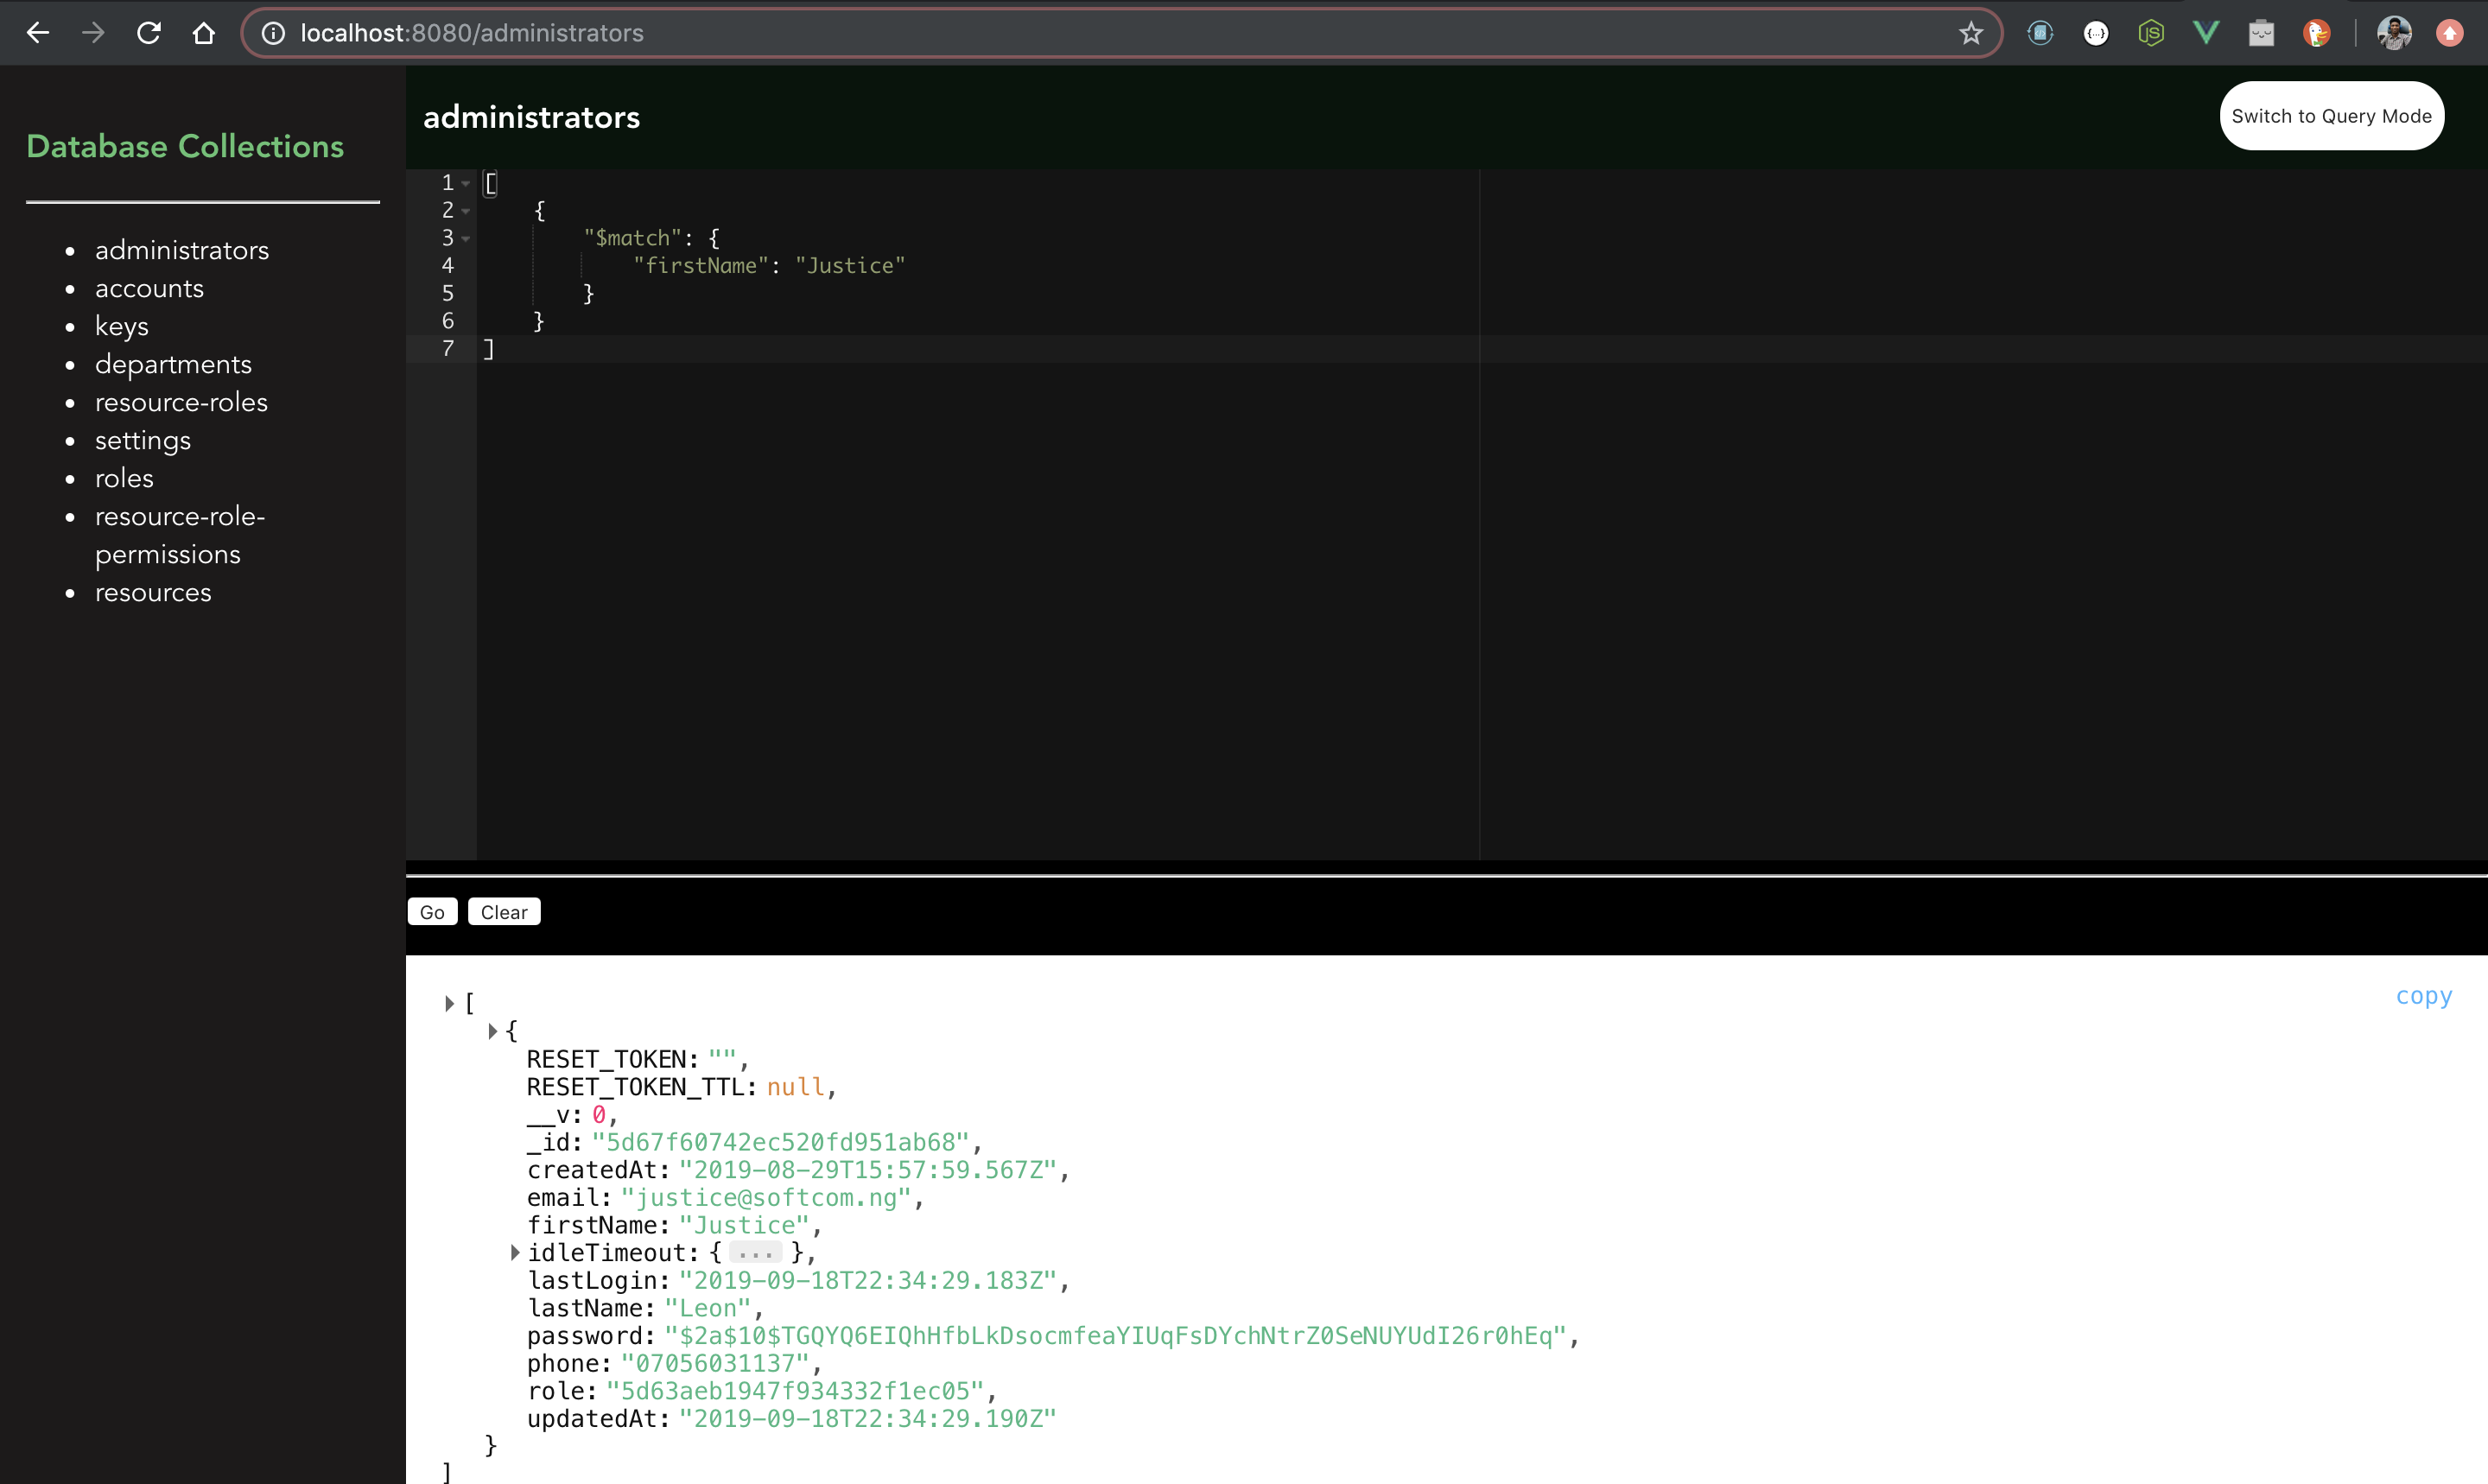 localhost:8080/administrators
Database Collections
administrators
accounts
keys
departments
resource-roles
settings
roles
resource-role-
permissions
resources
administrators
Switch to Query Mode
1 [
2 {
3 "$match": {
4 "firstName": "Justice"
5 }
6 }
7 ]
Go Clear
copy
[
{
RESET_TOKEN: "",
RESET_TOKEN_TTL: null,
__v: 0,
_id: "5d67f60742ec520fd951ab68",
createdAt: "2019-08-29T15:57:59.567Z",
email: "justice@softcom.ng",
firstName: "Justice",
idleTimeout: { ... },
lastLogin: "2019-09-18T22:34:29.183Z",
lastName: "Leon",
password: "$2a$10$TGQYQ6EIQhHfbLkDsocmfeaYIUqFsDYchNtrZ0SeNUYUdI26r0hEq",
phone: "07056031137",
role: "5d63aeb1947f934332f1ec05",
updatedAt: "2019-09-18T22:34:29.190Z"
}
]